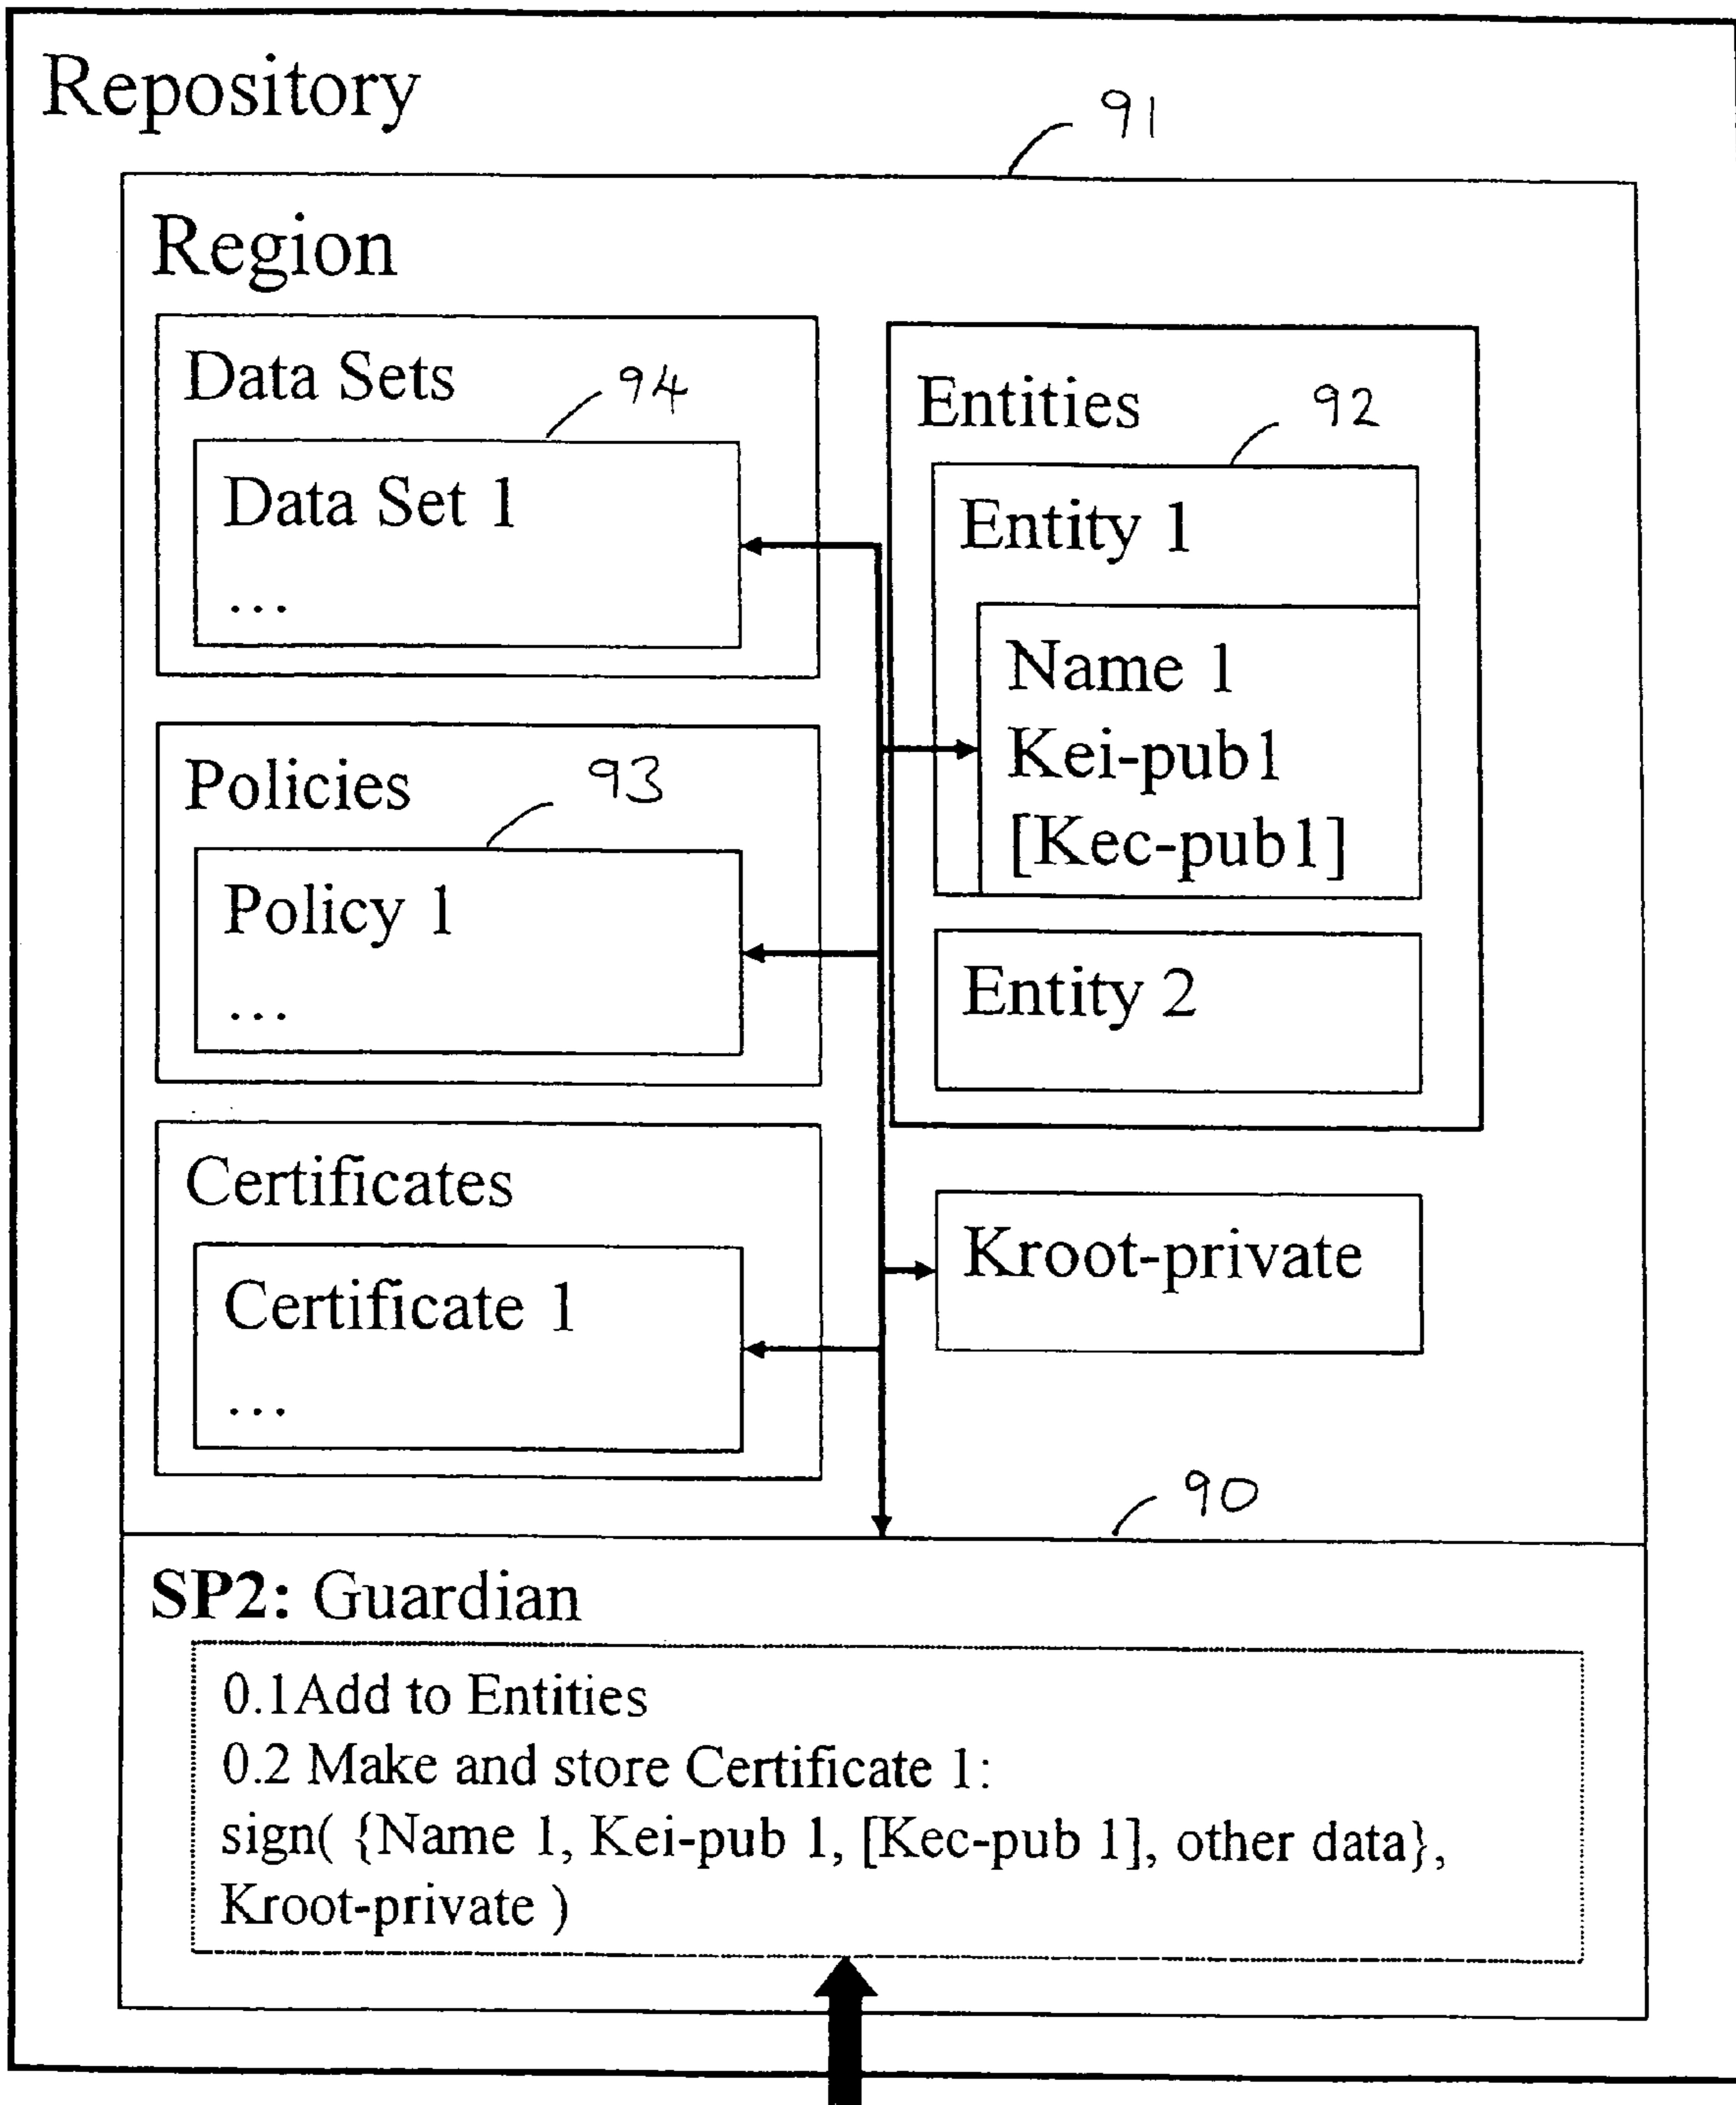 Repository
91
Region
Data Sets
94
Data Set 1
...
Policies
93
Policy 1
...
Certificates
Certificate 1
...
Entities
92
Entity 1
Name 1
Kei-pub1
[Kec-pub1]
Entity 2
Kroot-private
90
SP2: Guardian
0.1Add to Entities
0.2 Make and store Certificate 1:
sign( {Name 1, Kei-pub 1, [Kec-pub 1], other data},
Kroot-private )